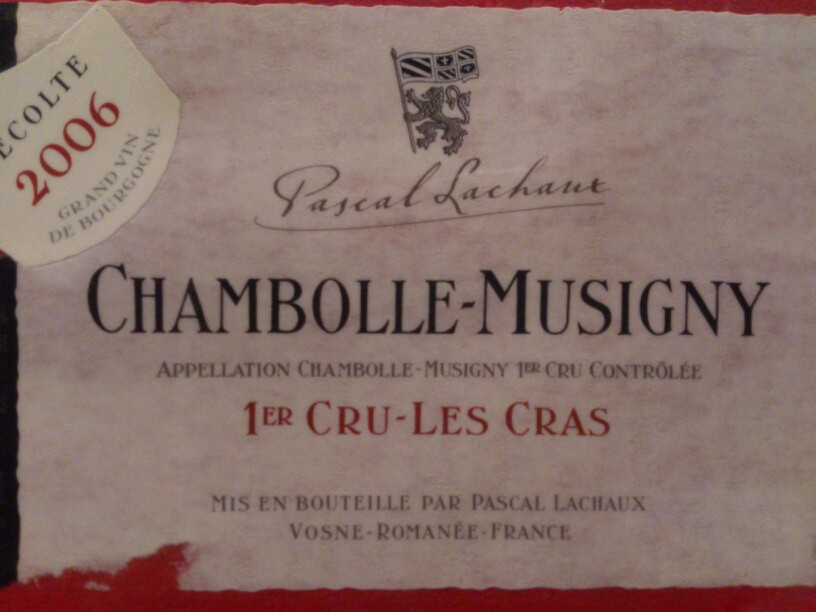 ECOLTE
2006
GRAND VIN
DE BOURGOGNE
Pascal Lachaux
CHAMBOLLE-MUSIGNY
APPELLATION CHAMBOLLE-MUSIGNY 1ER CRU CONTRÔLÉE
1ER CRU-LES CRAS
MIS EN BOUTEILLE PAR PASCAL LACHAUX
VOSNE-ROMANÉE-FRANCE